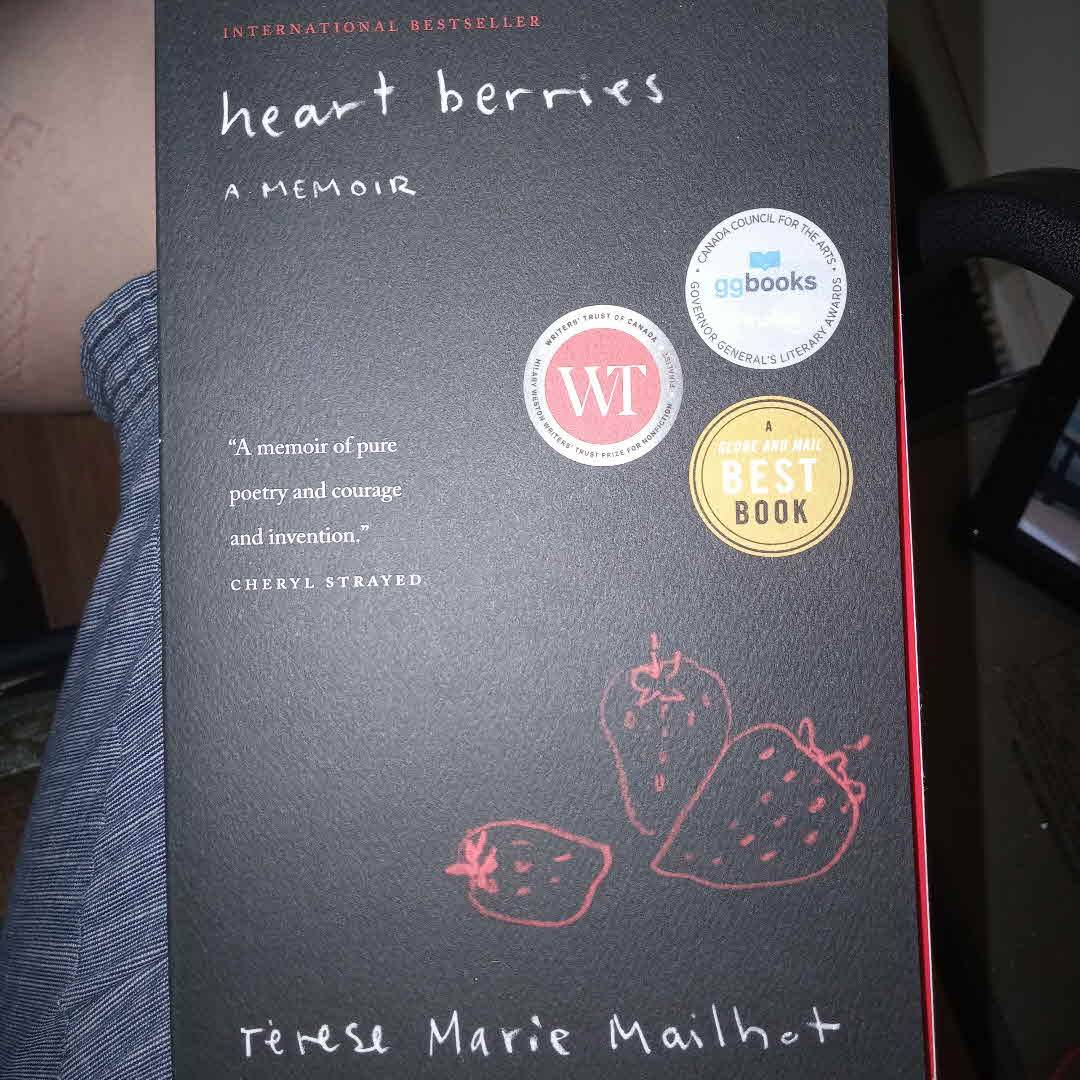 INTERNATIONAL BESTSELLER
heart berries
A MEMOIR
CANADA COUNCIL FOR THE ARTS
ggbooks
GOVERNOR GENERAL'S LITERARY AWARDS
WRITERS' TRUST OF CANADA
FINALIST
WT
HILARY WESTON WRITERS' TRUST PRIZE FOR NONFICTION
A
GLOBE AND MAIL
BEST
BOOK
“A memoir of pure
poetry and courage
and invention.”
CHERYL STRAYED
Terese Marie Mailhot